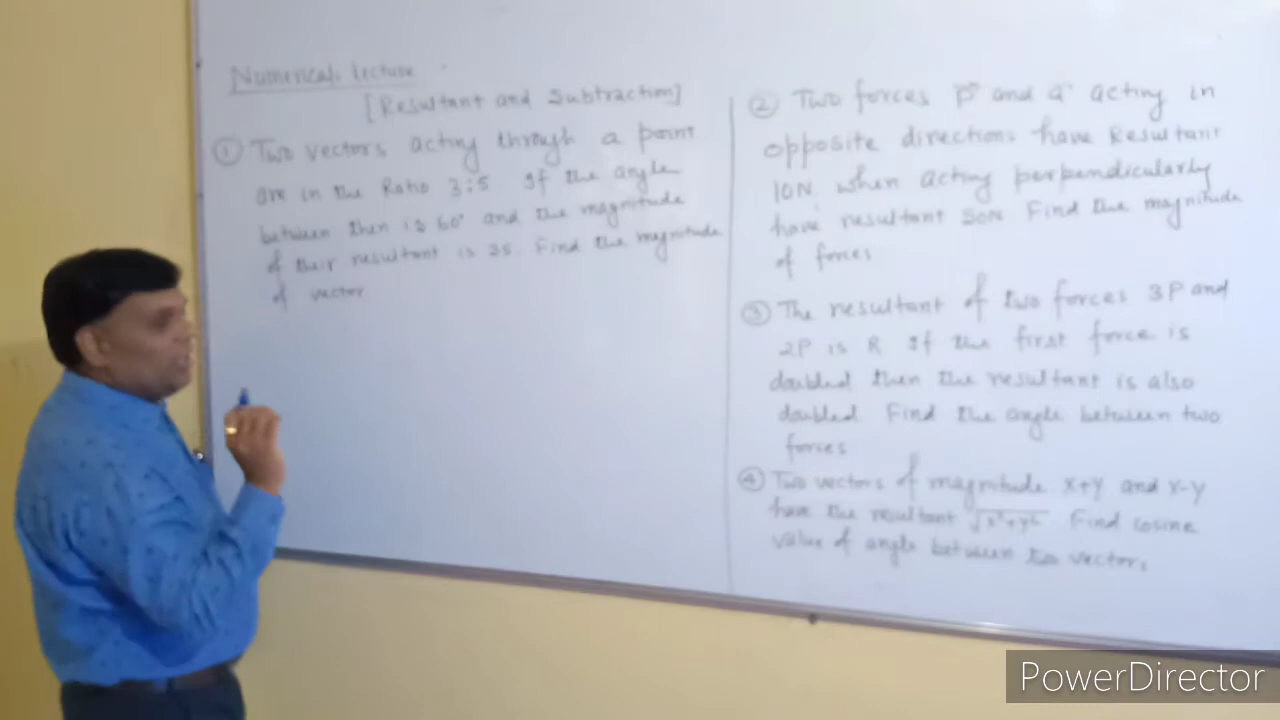 Numericals lecture
[Resultant and Subtraction]
① Two vectors acting through a point
are in the Ratio 3:5 If the angle
between then is 60° and the magnitude
of their resultant is 35. Find the magnitude
of vector
② Two forces P and Q acting in
opposite directions have Resultant
10N. when acting perpendicularly
have resultant 50N. Find the magnitude
of forces
③ The resultant of two forces 3P and
2P is R If the first force is
doubled then the resultant is also
doubled Find the angle between two
forces
④ Two vectors of magnitude x+y and x-y
have the resultant √x²+y² Find cosine
value of angle between two vectors
PowerDirector